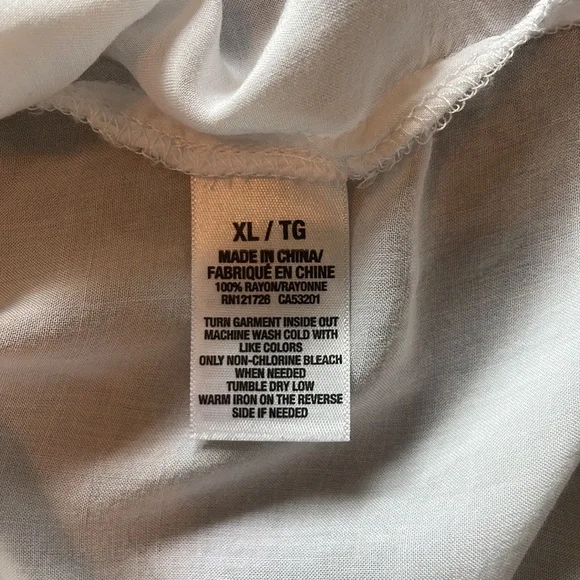 XL / TG
MADE IN CHINA/
FABRIQUÉ EN CHINE
100% RAYON/RAYONNE
RN121726 CA53201
TURN GARMENT INSIDE OUT
MACHINE WASH COLD WITH
LIKE COLORS
ONLY NON-CHLORINE BLEACH
WHEN NEEDED
TUMBLE DRY LOW
WARM IRON ON THE REVERSE
SIDE IF NEEDED